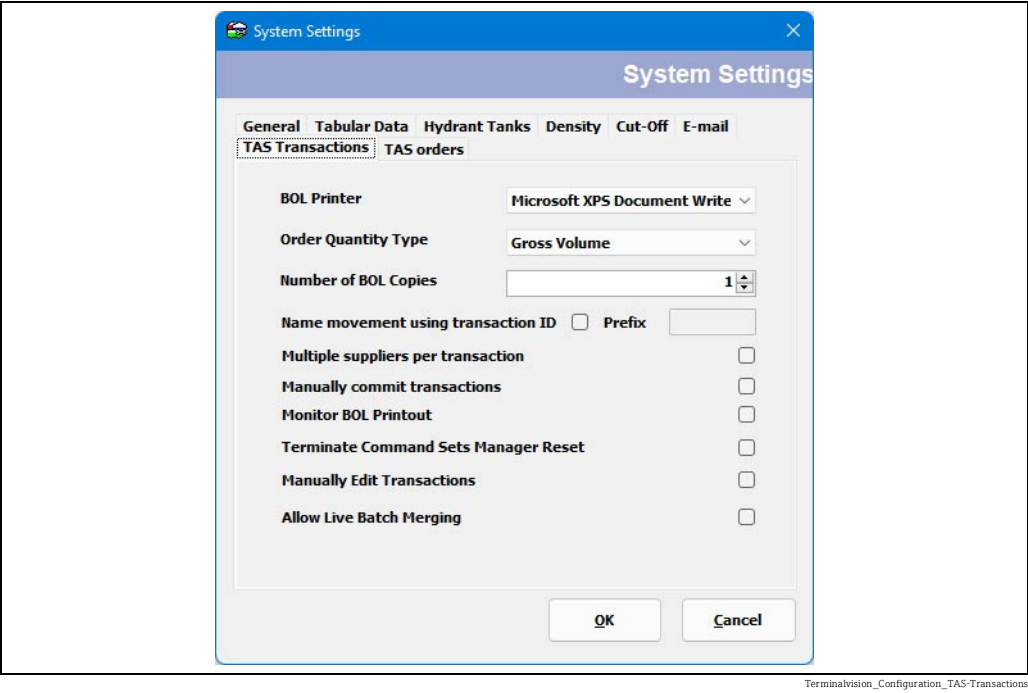 System Settings
System Settings
General Tabular Data Hydrant Tanks Density Cut-Off E-mail
TAS Transactions TAS orders
BOL Printer Microsoft XPS Document Write
Order Quantity Type Gross Volume
Number of BOL Copies 1
Name movement using transaction ID Prefix
Multiple suppliers per transaction
Manually commit transactions
Monitor BOL Printout
Terminate Command Sets Manager Reset
Manually Edit Transactions
Allow Live Batch Merging
OK Cancel
Terminalvision_Configuration_TAS-Transactions